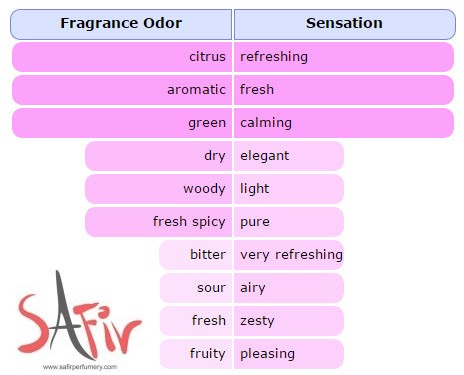 Fragrance Odor Sensation
citrus refreshing
aromatic fresh
green calming
dry elegant
woody light
fresh spicy pure
bitter very refreshing
sour airy
fresh zesty
fruity pleasing
SAFir
www.safirperfumery.com